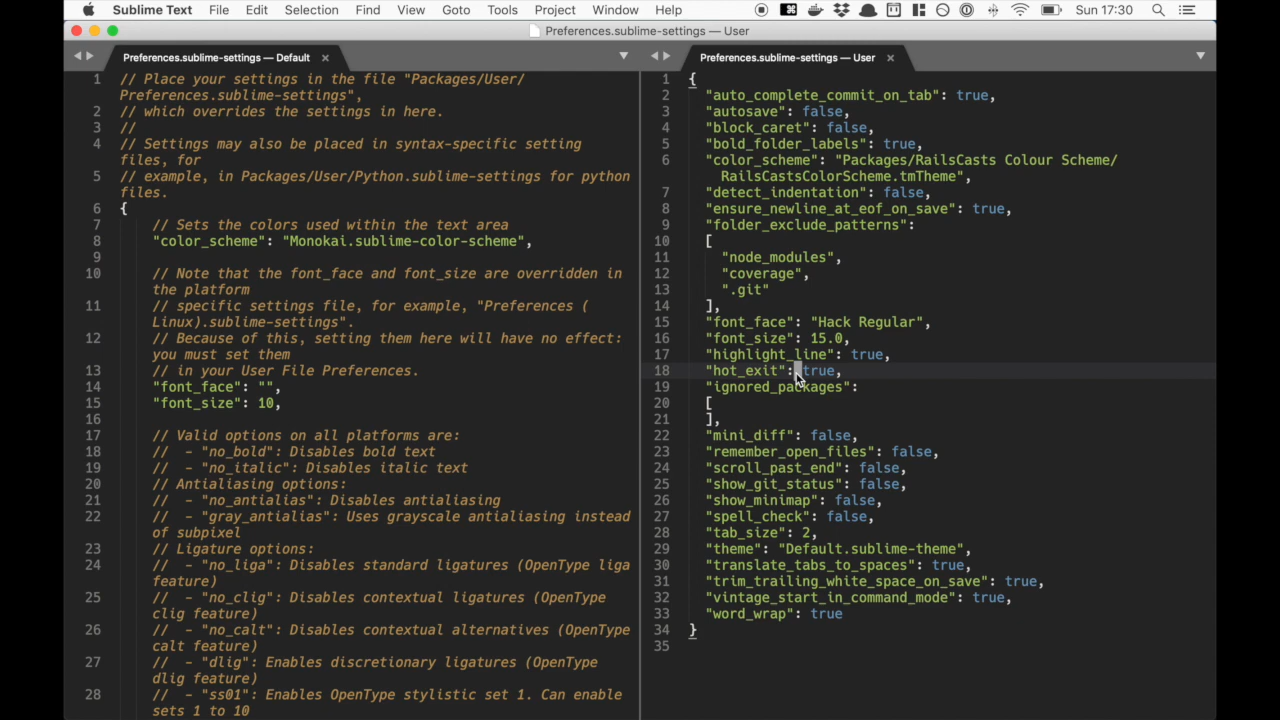 Sublime Text File Edit Selection Find View Goto Tools Project Window Help Sun 17:30
Preferences.sublime-settings — User
Preferences.sublime-settings — Default
1 // Place your settings in the file "Packages/User/
Preferences.sublime-settings",
2 // which overrides the settings in here.
3 //
4 // Settings may also be placed in syntax-specific setting
files, for
5 // example, in Packages/User/Python.sublime-settings for python
files.
6 {
7 // Sets the colors used within the text area
8 "color_scheme": "Monokai.sublime-color-scheme",
9
10 // Note that the font_face and font_size are overridden in
the platform
11 // specific settings file, for example, "Preferences (
Linux).sublime-settings".
12 // Because of this, setting them here will have no effect:
you must set them
13 // in your User File Preferences.
14 "font_face": "",
15 "font_size": 10,
16
17 // Valid options on all platforms are:
18 //  - "no_bold": Disables bold text
19 //  - "no_italic": Disables italic text
20 // Antialiasing options:
21 //  - "no_antialias": Disables antialiasing
22 //  - "gray_antialias": Uses grayscale antialiasing instead
of subpixel
23 // Ligature options:
24 //  - "no_liga": Disables standard ligatures (OpenType liga
feature)
25 //  - "no_clig": Disables contextual ligatures (OpenType
clig feature)
26 //  - "no_calt": Disables contextual alternatives (OpenType
calt feature)
27 //  - "dlig": Enables discretionary ligatures (OpenType
dlig feature)
28 //  - "ss01": Enables OpenType stylistic set 1. Can enable
sets 1 to 10
Preferences.sublime-settings — User
1 {
2 "auto_complete_commit_on_tab": true,
3 "autosave": false,
4 "block_caret": false,
5 "bold_folder_labels": true,
6 "color_scheme": "Packages/RailsCasts Colour Scheme/
RailsCastsColorScheme.tmTheme",
7 "detect_indentation": false,
8 "ensure_newline_at_eof_on_save": true,
9 "folder_exclude_patterns":
10 [
11 "node_modules",
12 "coverage",
13 ".git"
14 ],
15 "font_face": "Hack Regular",
16 "font_size": 15.0,
17 "highlight_line": true,
18 "hot_exit": true,
19 "ignored_packages":
20 [
21 ],
22 "mini_diff": false,
23 "remember_open_files": false,
24 "scroll_past_end": false,
25 "show_git_status": false,
26 "show_minimap": false,
27 "spell_check": false,
28 "tab_size": 2,
29 "theme": "Default.sublime-theme",
30 "translate_tabs_to_spaces": true,
31 "trim_trailing_white_space_on_save": true,
32 "vintage_start_in_command_mode": true,
33 "word_wrap": true
34 }
35